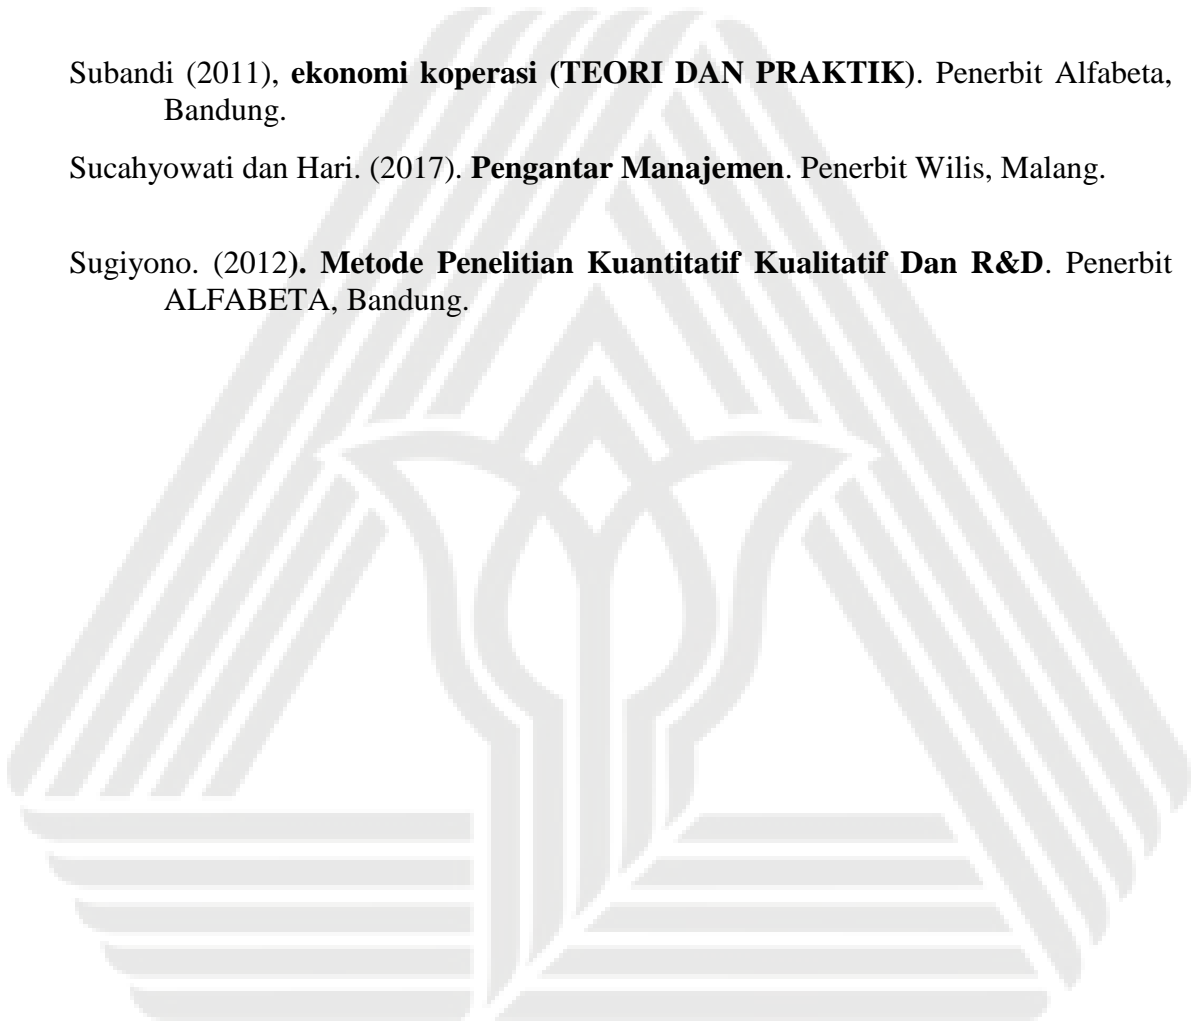 Subandi (2011), ekonomi koperasi (TEORI DAN PRAKTIK). Penerbit Alfabeta,
Bandung.
Sucahyowati dan Hari. (2017). Pengantar Manajemen. Penerbit Wilis, Malang.
Sugiyono. (2012). Metode Penelitian Kuantitatif Kualitatif Dan R&D. Penerbit
ALFABETA, Bandung.